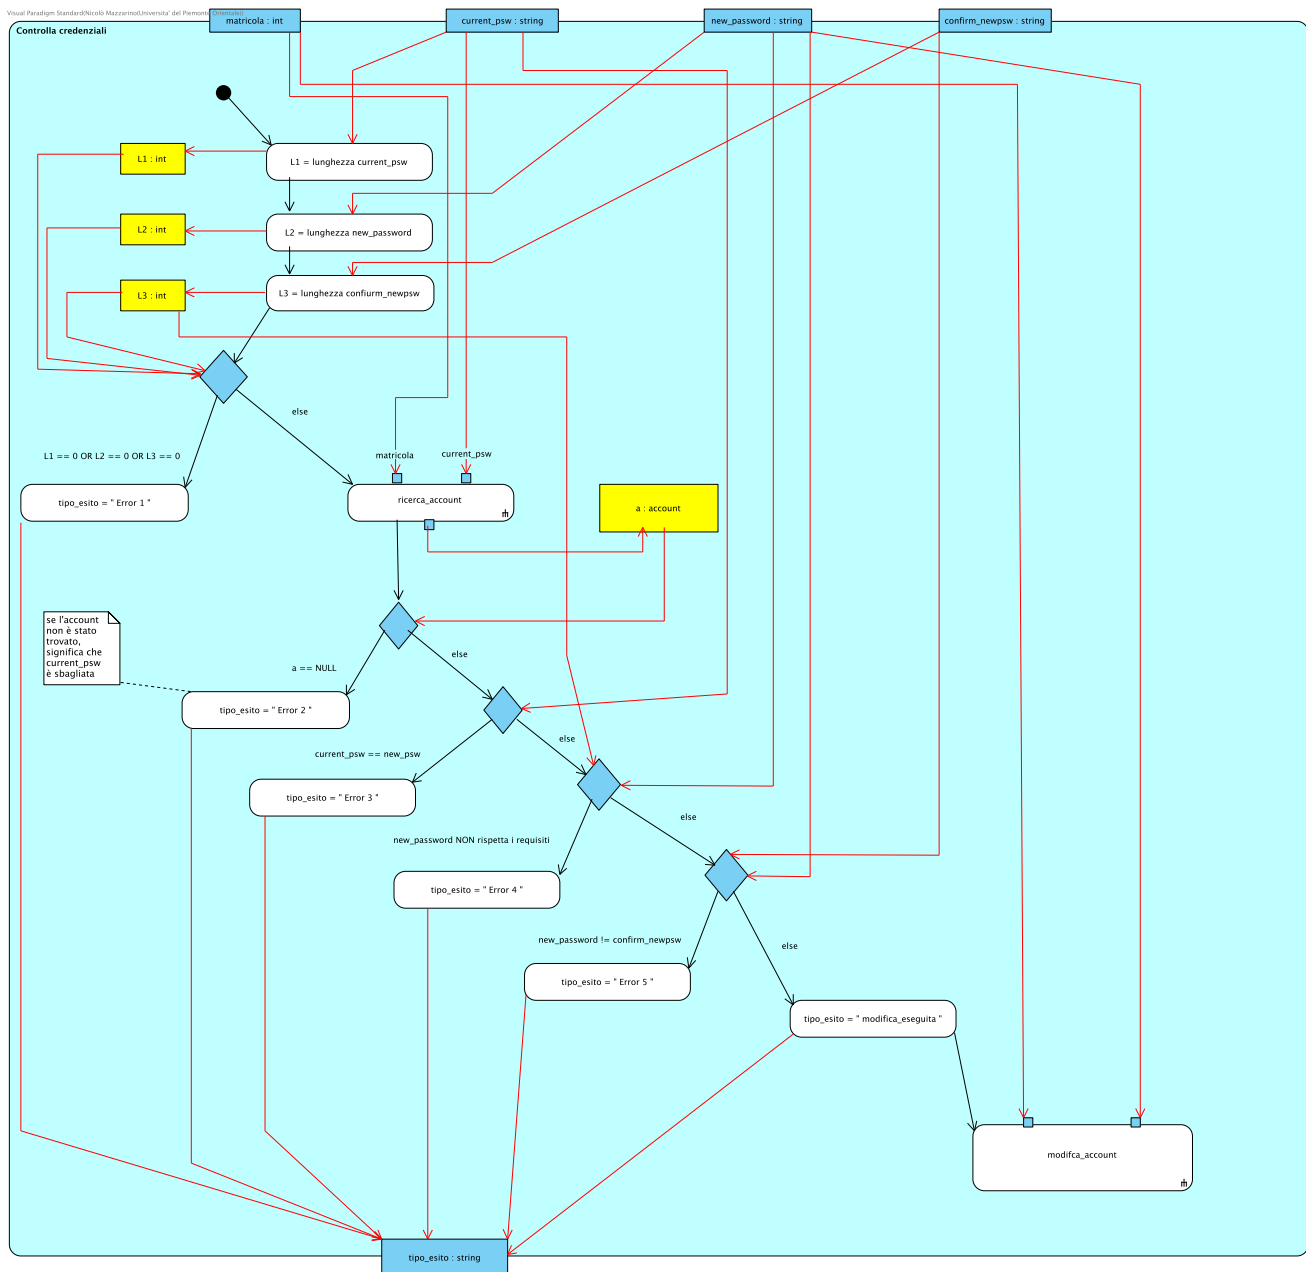 Visual Paradigm Standard(Nicolò Mazzarino(Universita' del Piemonte Orientale))
matricola : int
current_psw : string
new_password : string
confirm_newpsw : string
Controlla credenziali
L1 : int
L1 = lunghezza current_psw
L2 : int
L2 = lunghezza new_password
L3 : int
L3 = lunghezza confiurm_newpsw
else
L1 == 0 OR L2 == 0 OR L3 == 0
matricola
current_psw
tipo_esito = " Error 1 "
ricerca_account
a : account
se l'account
non è stato
trovato,
significa che
current_psw
è sbagliata
else
a == NULL
tipo_esito = " Error 2 "
else
current_psw == new_psw
tipo_esito = " Error 3 "
else
new_password NON rispetta i requisiti
tipo_esito = " Error 4 "
new_password != confirm_newpsw
else
tipo_esito = " Error 5 "
tipo_esito = " modifica_eseguita "
modifca_account
tipo_esito : string